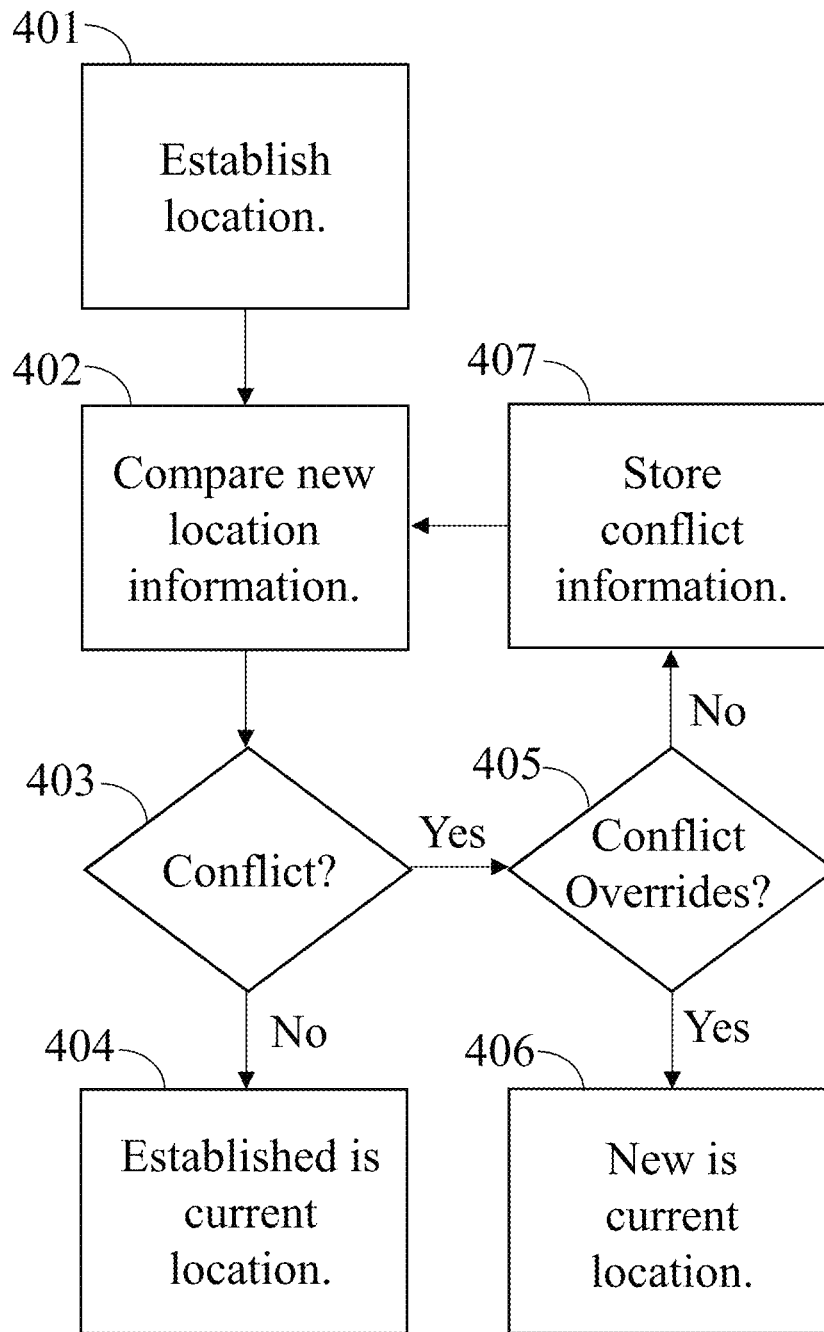 401
Establish
location.
402
Compare new
location
information.
407
Store
conflict
information.
No
403
Conflict?
Yes
405
Conflict
Overrides?
No
Yes
404
Established is
current
location.
406
New is
current
location.